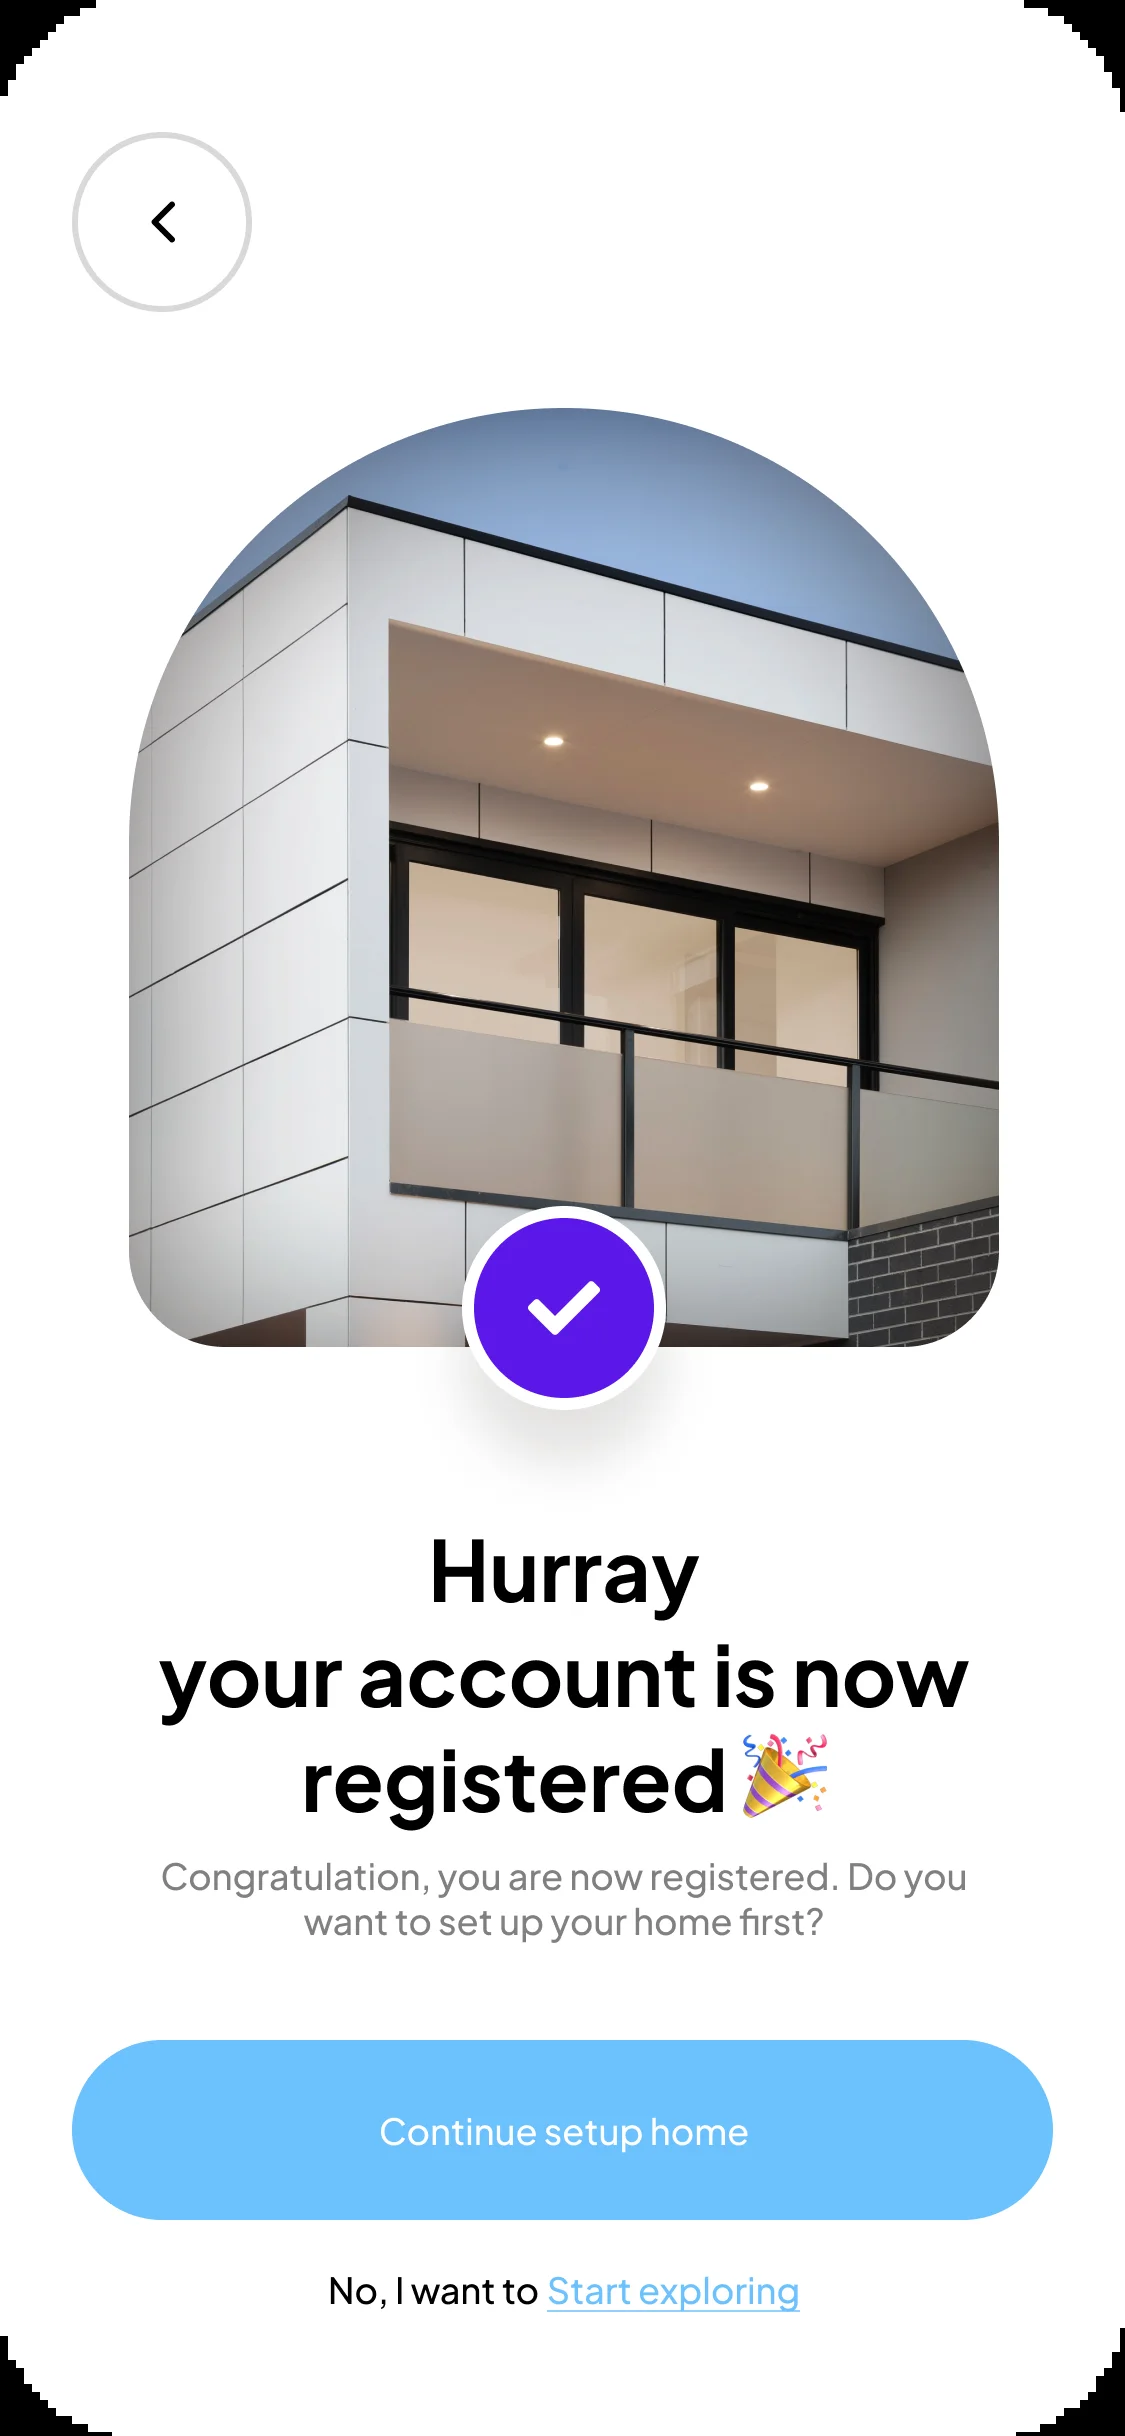 Hurray
your account is now
registered 🎉
Congratulation, you are now registered. Do you
want to set up your home first?
Continue setup home
No, I want to Start exploring